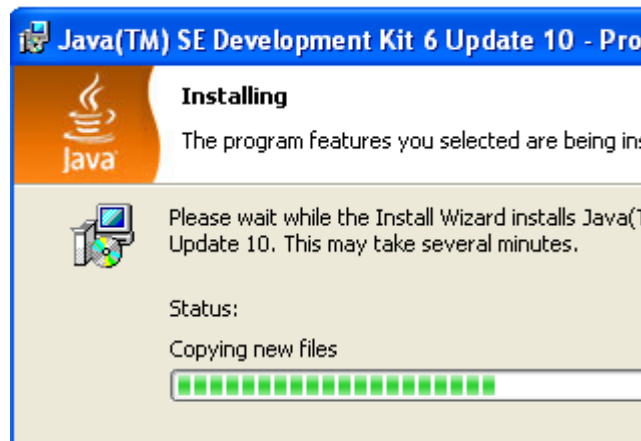 Java(TM) SE Development Kit 6 Update 10 - Pro
Java
Installing
The program features you selected are being ins
Please wait while the Install Wizard installs Java(T
Update 10. This may take several minutes.
Status:
Copying new files